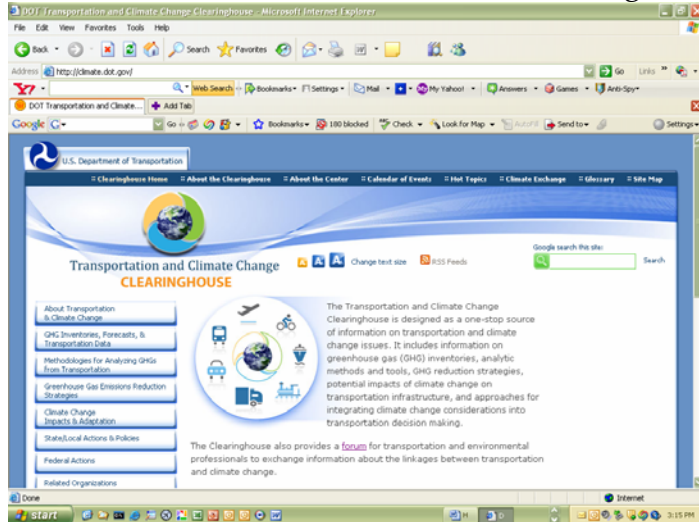 DOT Transportation and Climate Change Clearinghouse - Microsoft Internet Explorer
File Edit View Favorites Tools Help
Back Search Favorites
Address http://climate.dot.gov/ Go Links
Web Search Bookmarks Settings Mail My Yahoo! Answers Games Anti-Spy
DOT Transportation and Climate... Add Tab
Google G Go Bookmarks 180 blocked Check Look for Map AutoFill Send to Settings
U.S. Department of Transportation
Clearinghouse Home About the Clearinghouse About the Center Calendar of Events Hot Topics Climate Exchange Glossary Site Map
Google search this site:
A A A Change text size RSS Feeds Search
Transportation and Climate Change
CLEARINGHOUSE
About Transportation
& Climate Change
GHG Inventories, Forecasts, &
Transportation Data
Methodologies for Analyzing GHGs
from Transportation
Greenhouse Gas Emissions Reduction
Strategies
Climate Change
Impacts & Adaptation
State/Local Actions & Policies
Federal Actions
Related Organizations
The Transportation and Climate Change
Clearinghouse is designed as a one-stop source
of information on transportation and climate
change issues. It includes information on
greenhouse gas (GHG) inventories, analytic
methods and tools, GHG reduction strategies,
potential impacts of climate change on
transportation infrastructure, and approaches for
integrating climate change considerations into
transportation decision making.
The Clearinghouse also provides a forum for transportation and environmental
professionals to exchange information about the linkages between transportation
and climate change.
Done Internet
start 3:15 PM